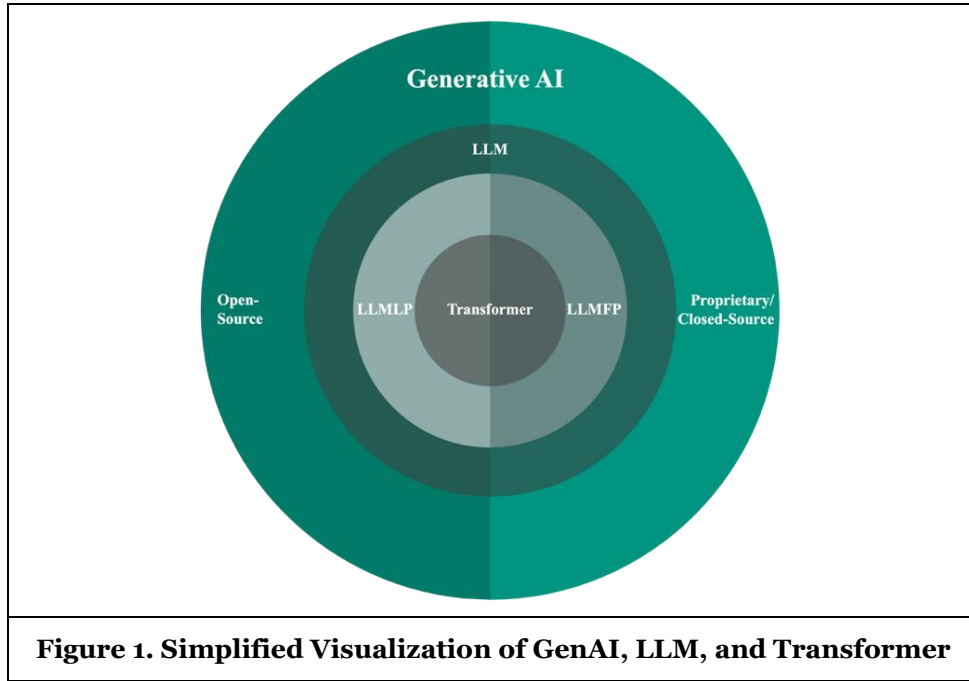 Generative AI
LLM
Open-
Source
LLMLP
Transformer
LLMFP
Proprietary/
Closed-Source
Figure 1. Simplified Visualization of GenAI, LLM, and Transformer